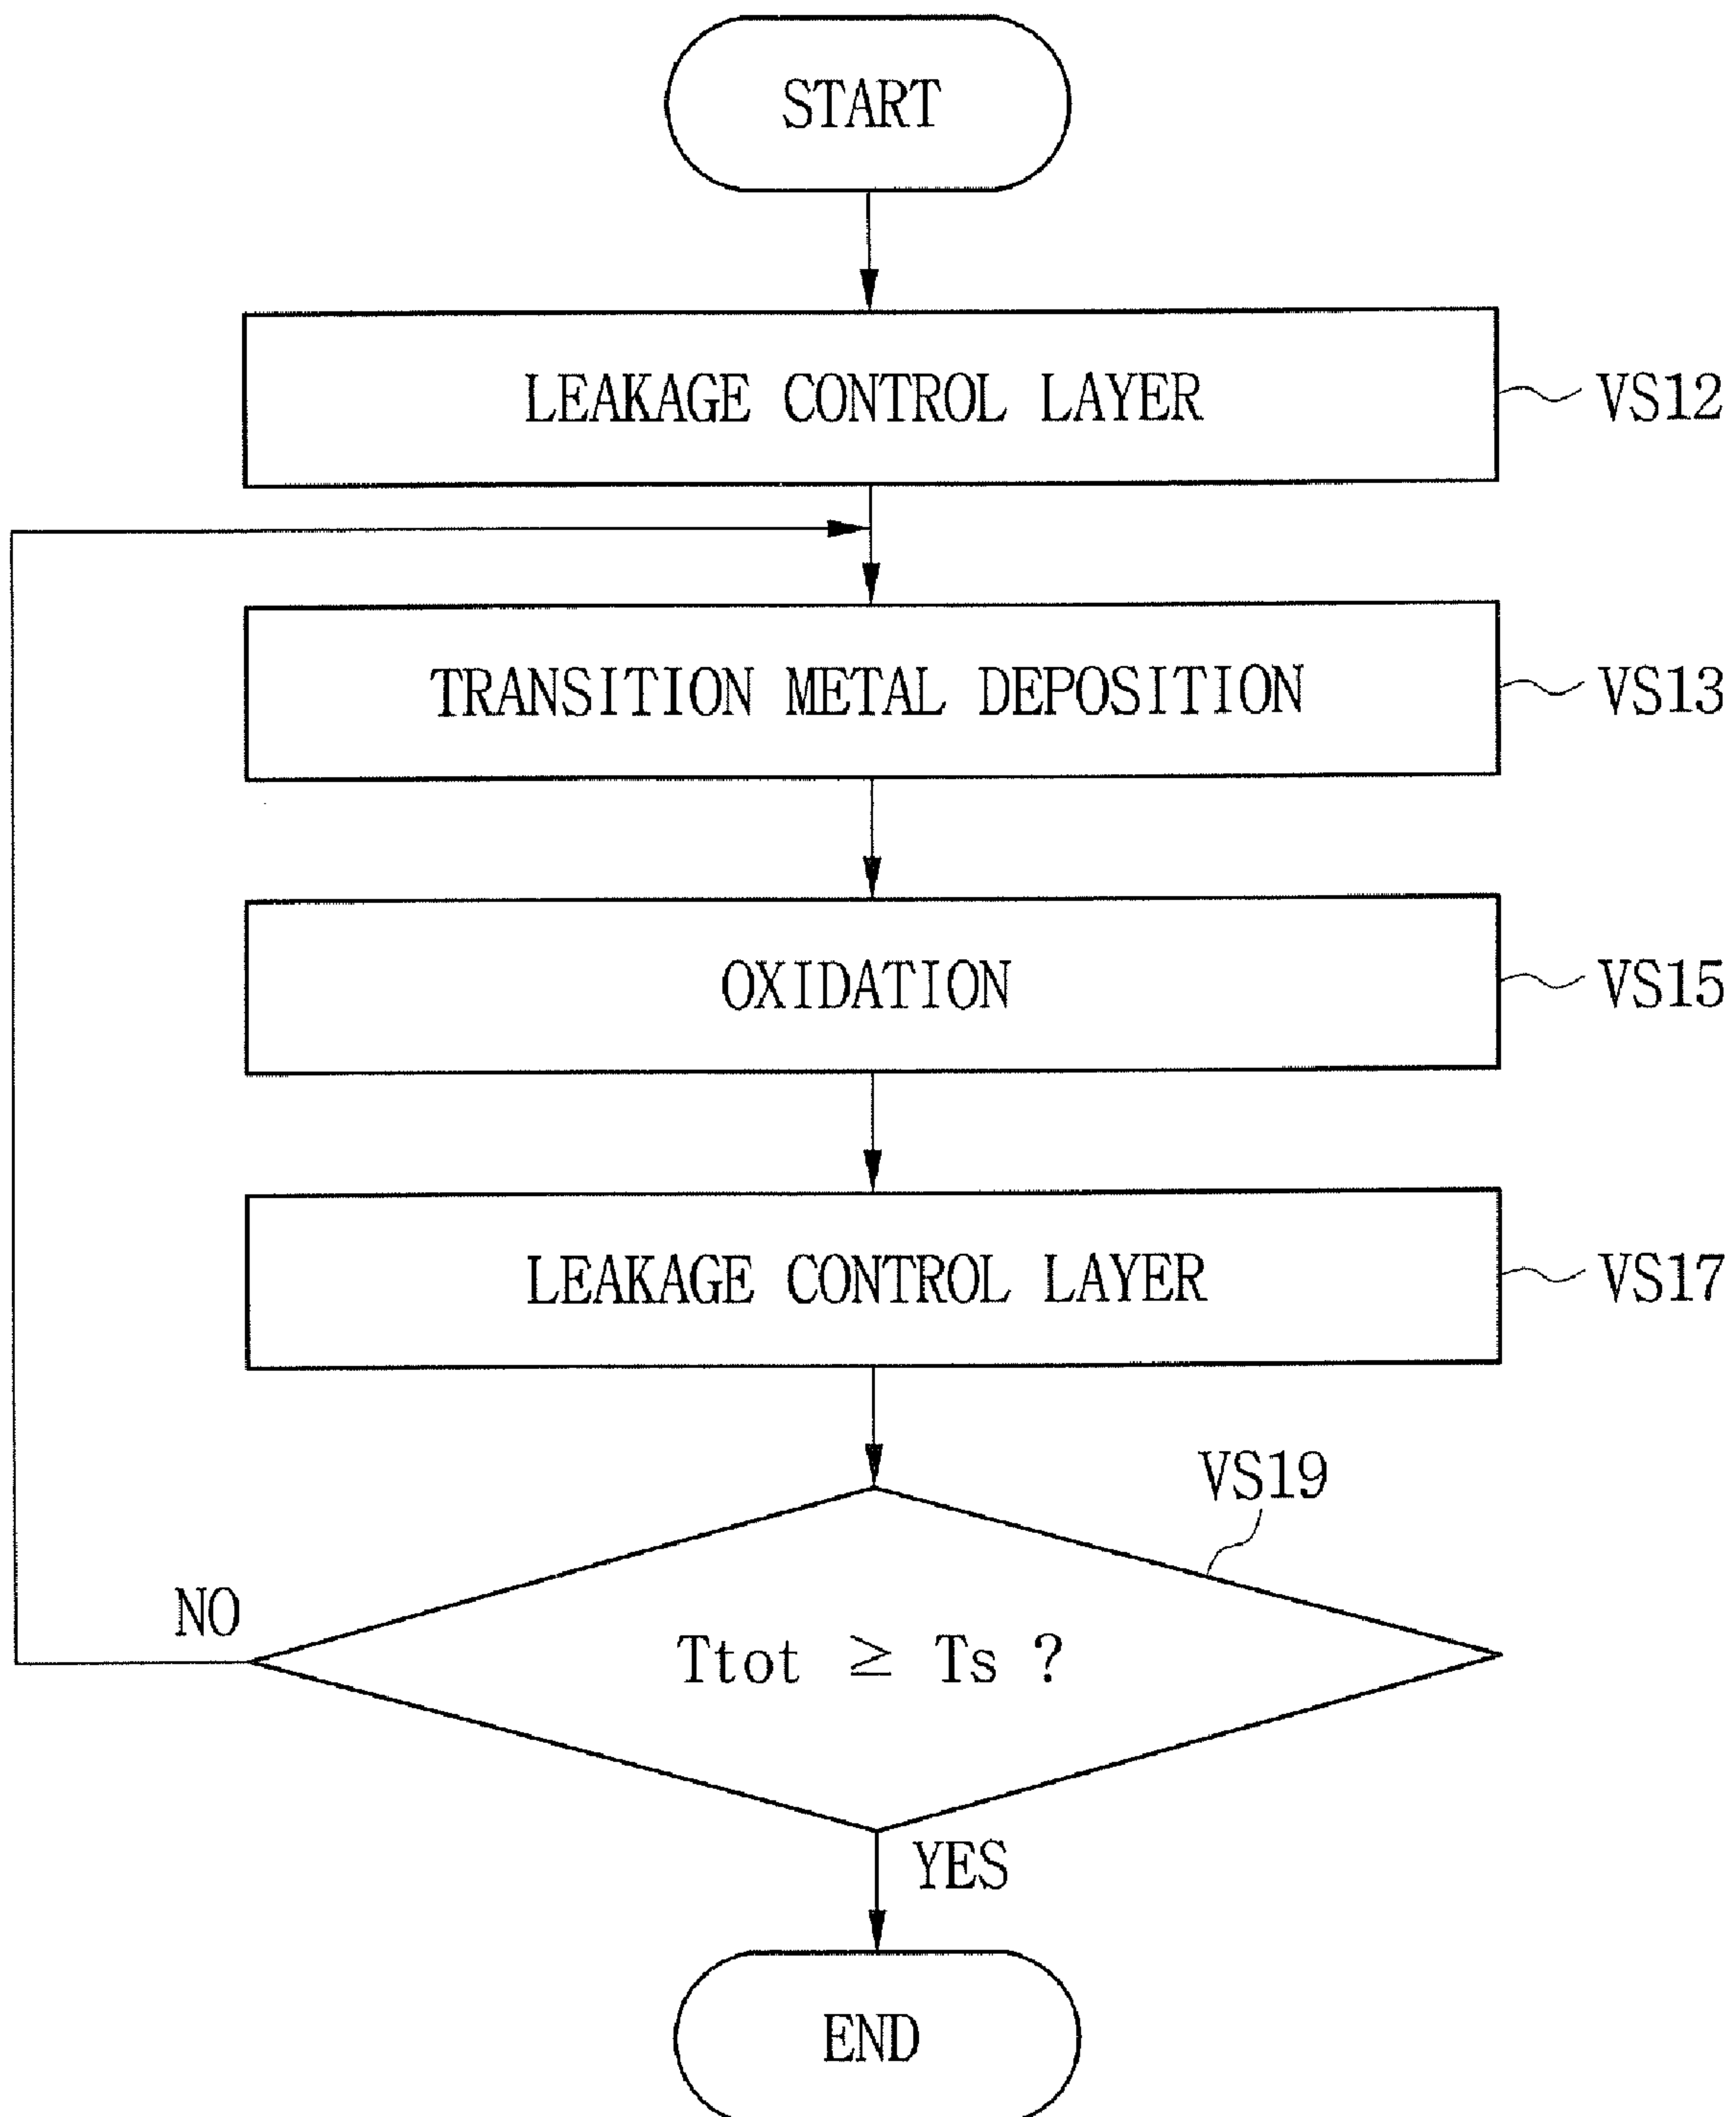 START
LEAKAGE CONTROL LAYER
VS12
TRANSITION METAL DEPOSITION
VS13
OXIDATION
VS15
LEAKAGE CONTROL LAYER
VS17
VS19
NO
Ttot ≥ Ts ?
YES
END